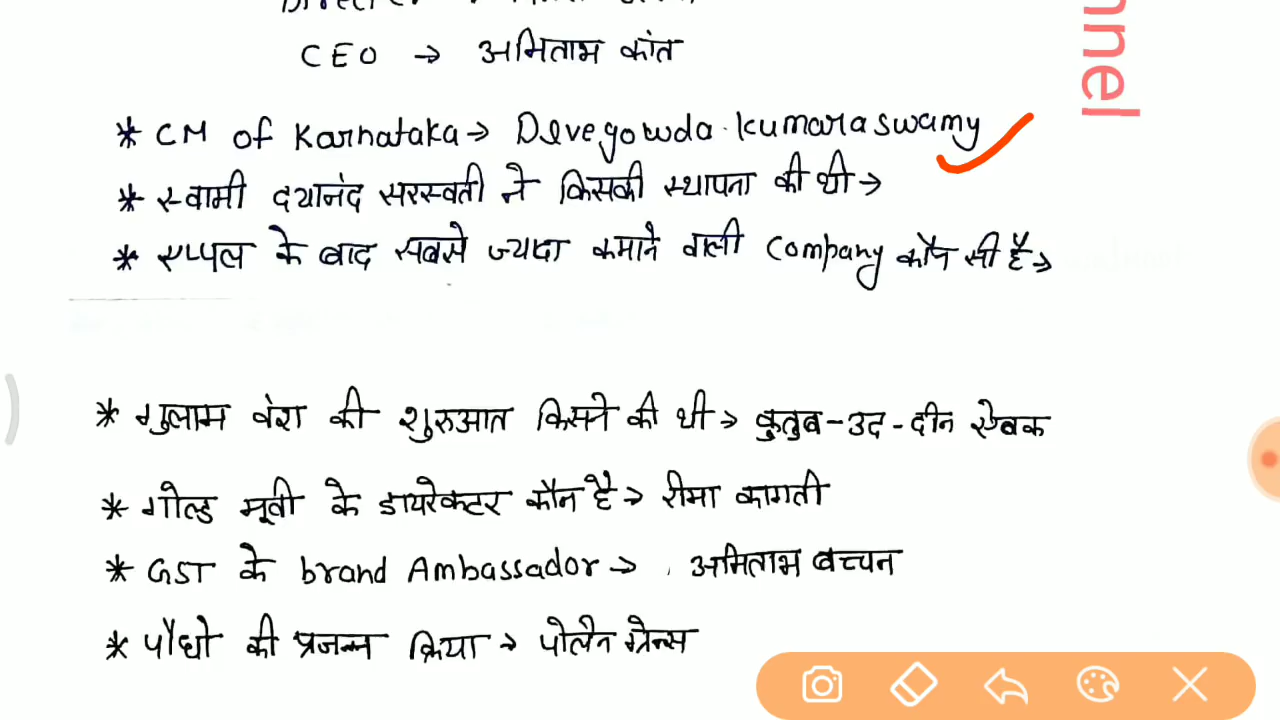 CEO → अमिताभ कांत
* CM of Karnataka → Devegowda. Kumaraswamy
* स्वामी दयानंद सरस्वती ने किसकी स्थापना की थी →
* एप्पल के बाद सबसे ज्यादा कमाने वाली Company कौन सी है →
* गुलाम वंश की शुरुआत किसने की थी → कुतुब-उद-दीन ऐबक
* गोल्ड मूवी के डायरेक्टर कौन है → रीमा कागती
* GST के brand Ambassador → अमिताभ बच्चन
* पौधो की प्रजनन क्रिया → पोलेन ग्रेन्स
nnel